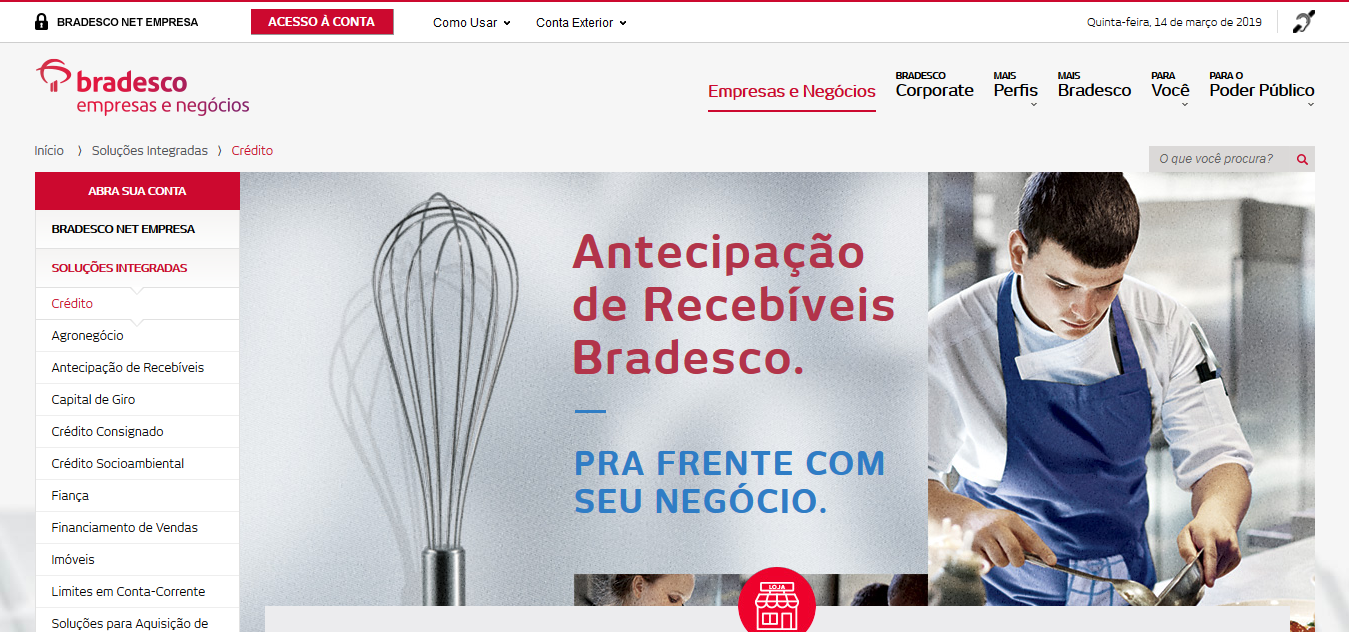 BRADESCO NET EMPRESA
ACESSO À CONTA
Como Usar
Conta Exterior
Quinta-feira, 14 de março de 2019
bradesco
empresas e negócios
Empresas e Negócios
BRADESCO
Corporate
MAIS
Perfis
MAIS
Bradesco
PARA
Você
PARA O
Poder Público
Início 〉 Soluções Integradas 〉 Crédito
O que você procura?
ABRA SUA CONTA
BRADESCO NET EMPRESA
SOLUÇÕES INTEGRADAS
Crédito
Agronegócio
Antecipação de Recebíveis
Capital de Giro
Crédito Consignado
Crédito Socioambiental
Fiança
Financiamento de Vendas
Imóveis
Limites em Conta-Corrente
Soluções para Aquisição de
Antecipação
de Recebíveis
Bradesco.
PRA FRENTE COM
SEU NEGÓCIO.
LOJA